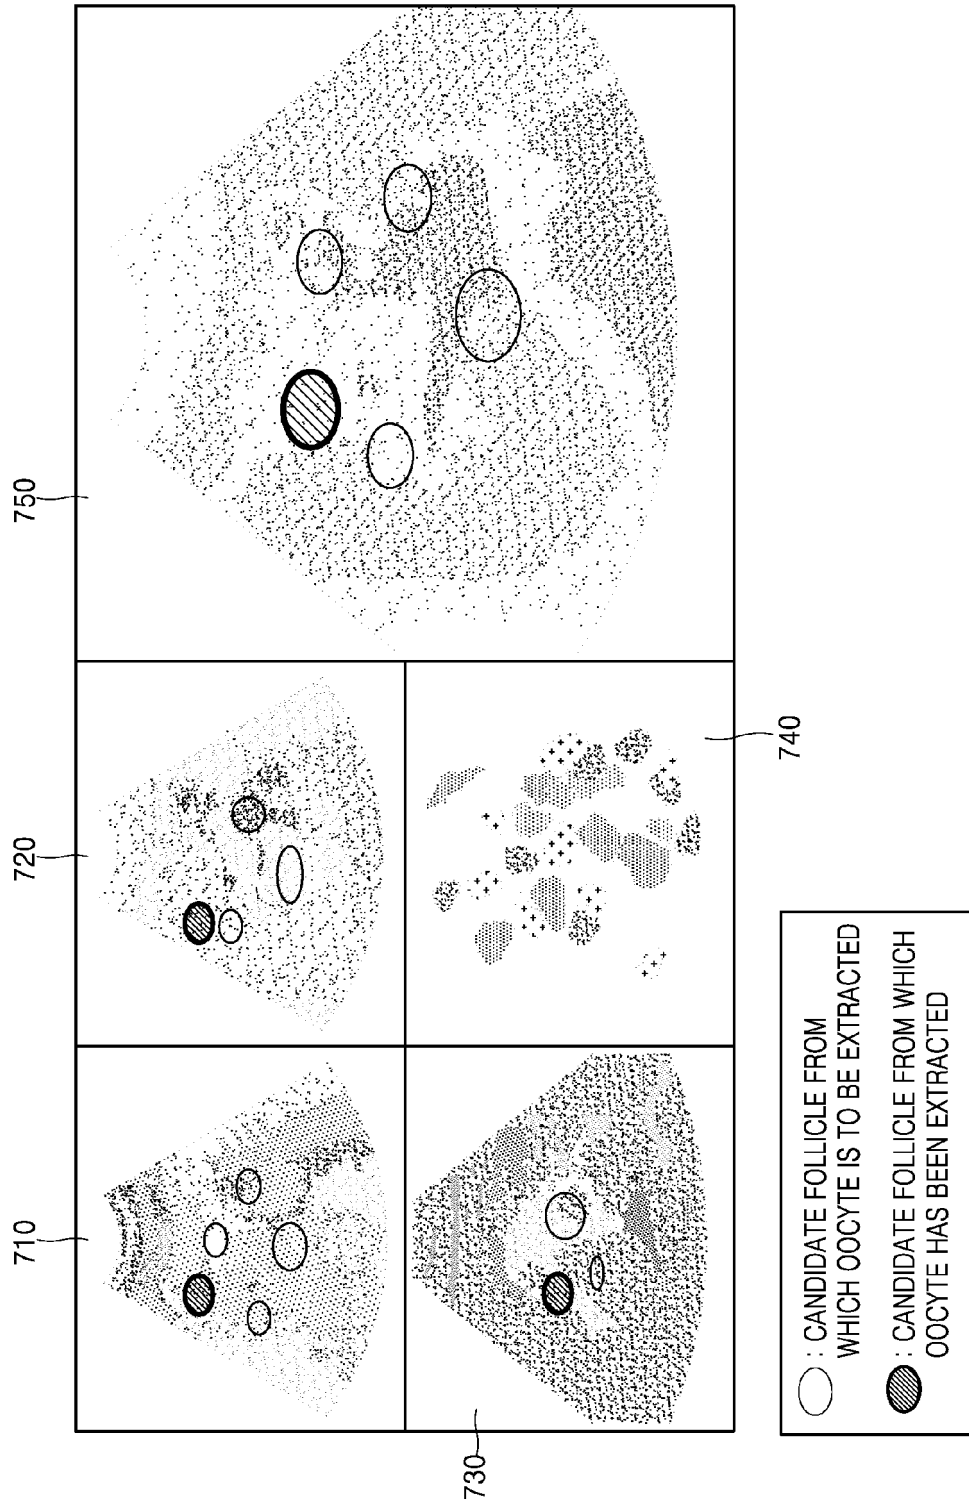 710
720
750
730
740
: CANDIDATE FOLLICLE FROM
WHICH OOCYTE IS TO BE EXTRACTED
: CANDIDATE FOLLICLE FROM WHICH
OOCYTE HAS BEEN EXTRACTED